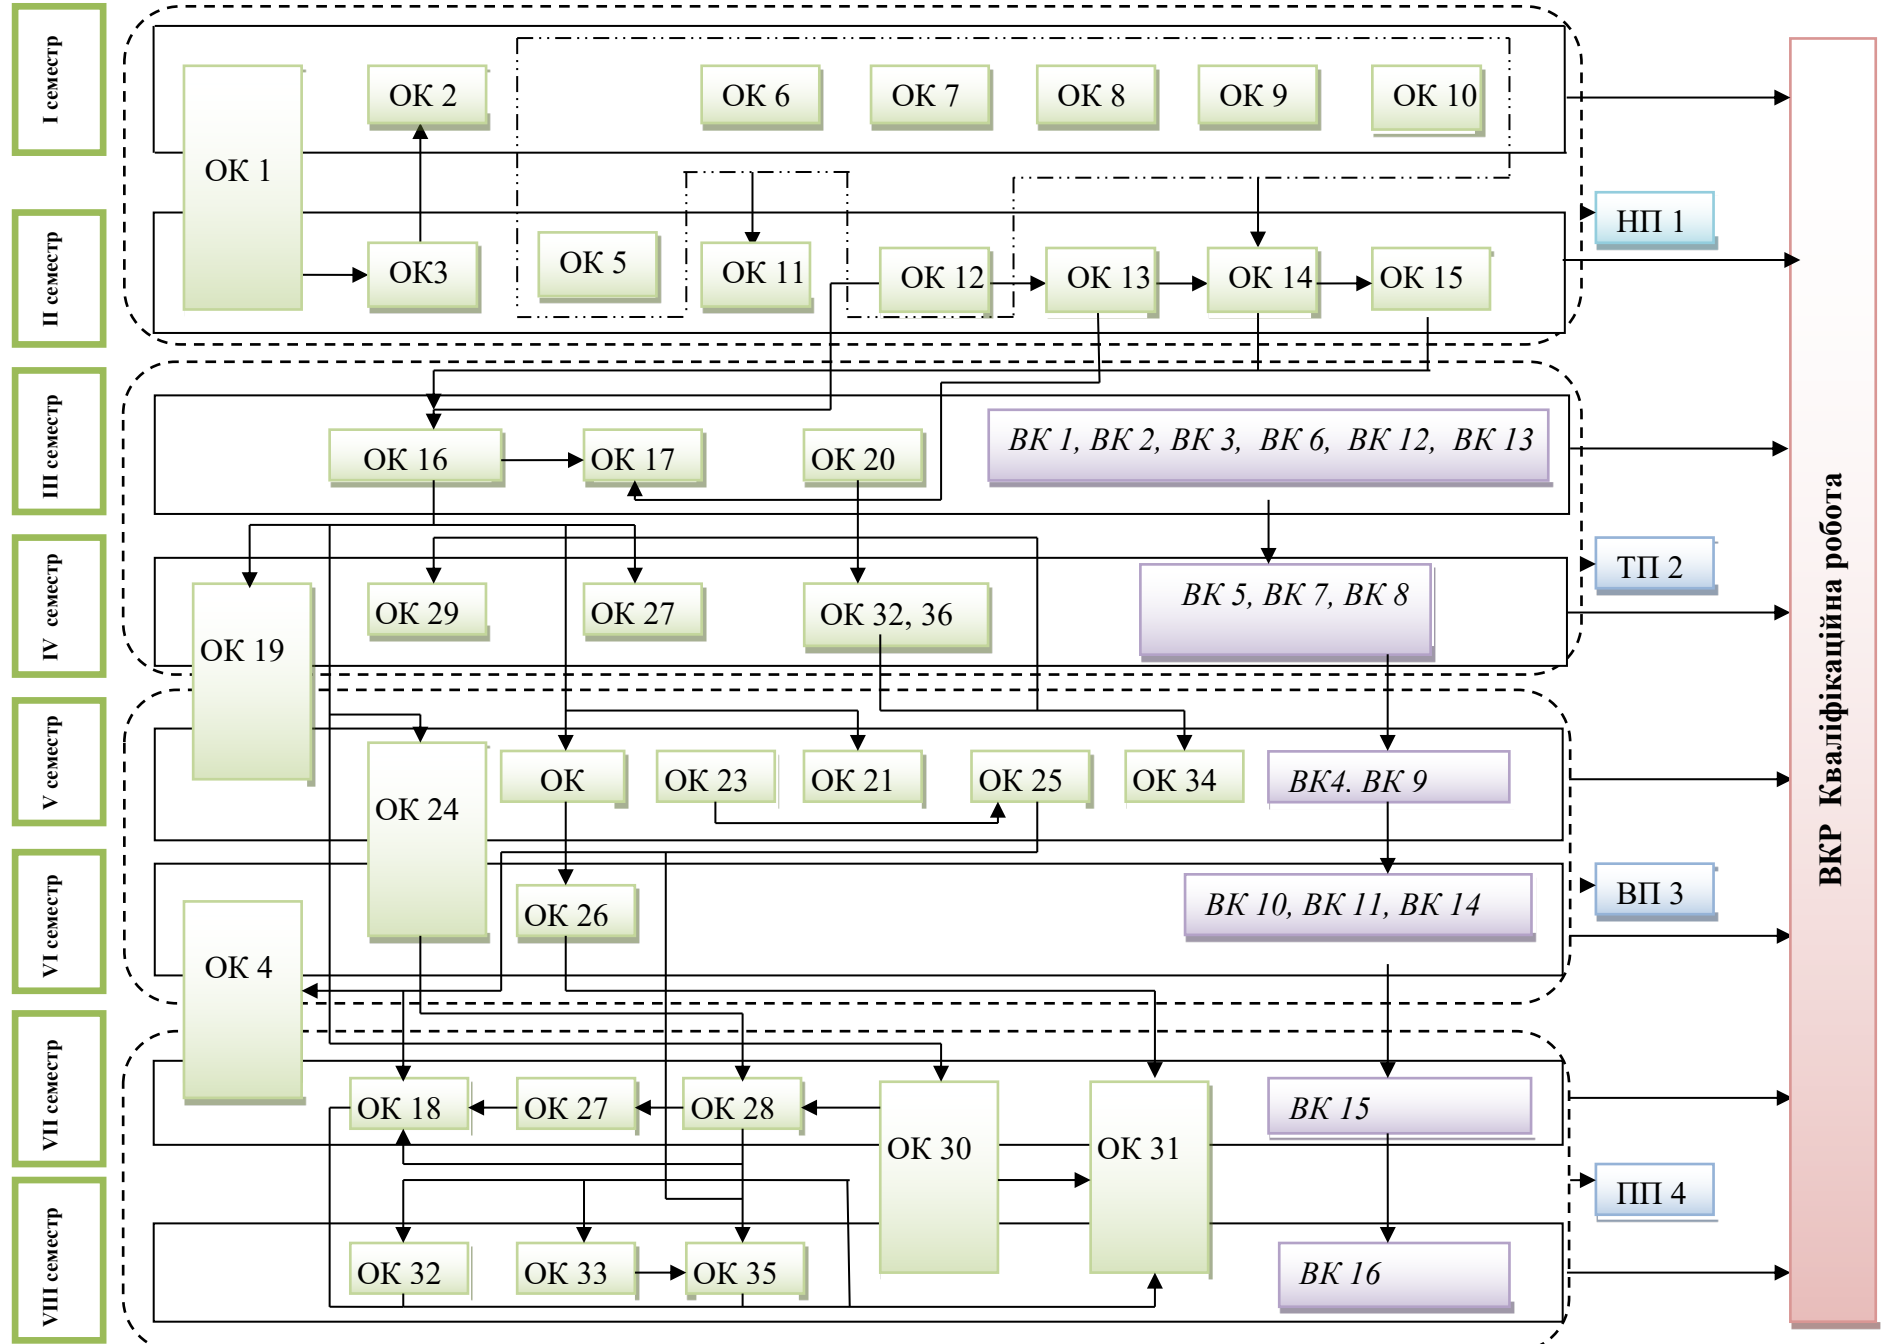 І семестр
ОК 1
ОК 2
ОК 6
ОК 7
ОК 8
ОК 9
ОК 10
ІІ семестр
ОК3
ОК 5
ОК 11
ОК 12
ОК 13
ОК 14
ОК 15
НП 1
ІІІ семестр
ОК 16
ОК 17
ОК 20
ВК 1, ВК 2, ВК 3, ВК 6, ВК 12, ВК 13
IV семестр
ОК 19
ОК 29
ОК 27
ОК 32, 36
ВК 5, ВК 7, ВК 8
ТП 2
V семестр
ОК 24
ОК
ОК 23
ОК 21
ОК 25
ОК 34
ВК4. ВК 9
VI семестр
ОК 4
ОК 26
ВК 10, ВК 11, ВК 14
ВП 3
VII семестр
ОК 18
ОК 27
ОК 28
ОК 30
ОК 31
ВК 15
ПП 4
VIII семестр
ОК 32
ОК 33
ОК 35
ВК 16
ВКР Кваліфікаційна робота